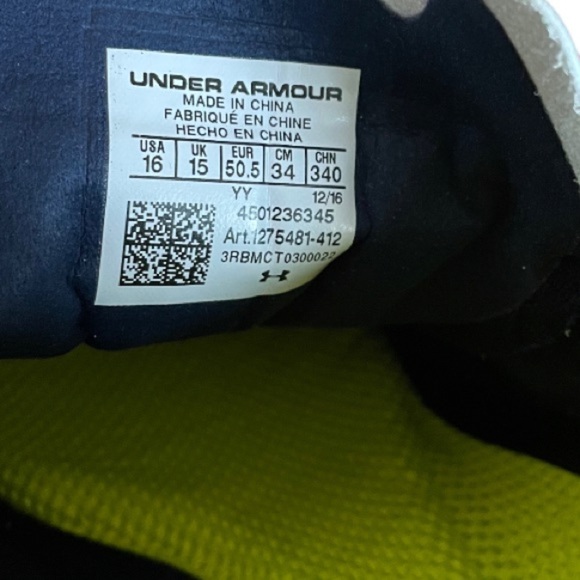 UNDER ARMOUR
MADE IN CHINA
FABRIQUÉ EN CHINE
HECHO EN CHINA
USA UK EUR CM CHN
16 15 50.5 34 340
YY 12/16
4501236345
Art.1275481-412
3RBMCT0300022